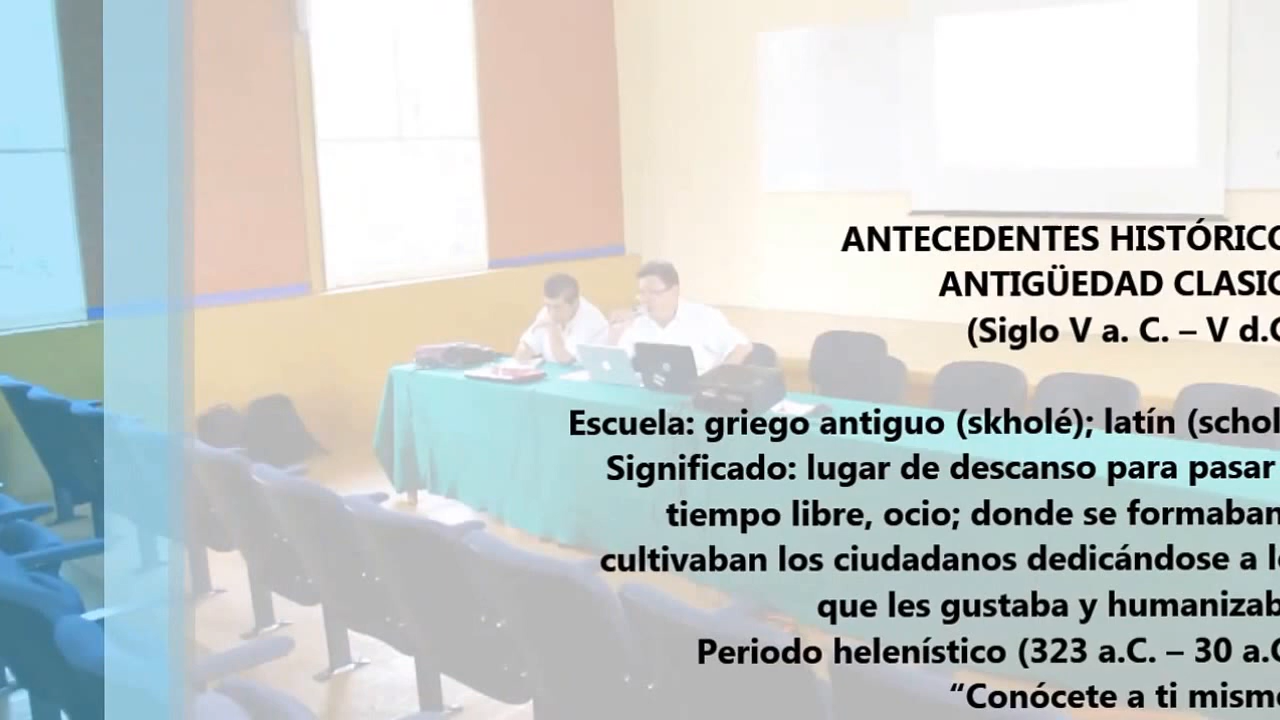 ANTECEDENTES HISTÓRICO
ANTIGÜEDAD CLASIC
(Siglo V a. C. – V d.C
Escuela: griego antiguo (skholé); latín (schol
Significado: lugar de descanso para pasar
tiempo libre, ocio; donde se formaban
cultivaban los ciudadanos dedicándose a l
que les gustaba y humanizab
Periodo helenístico (323 a.C. – 30 a.C
“Conócete a ti mismo